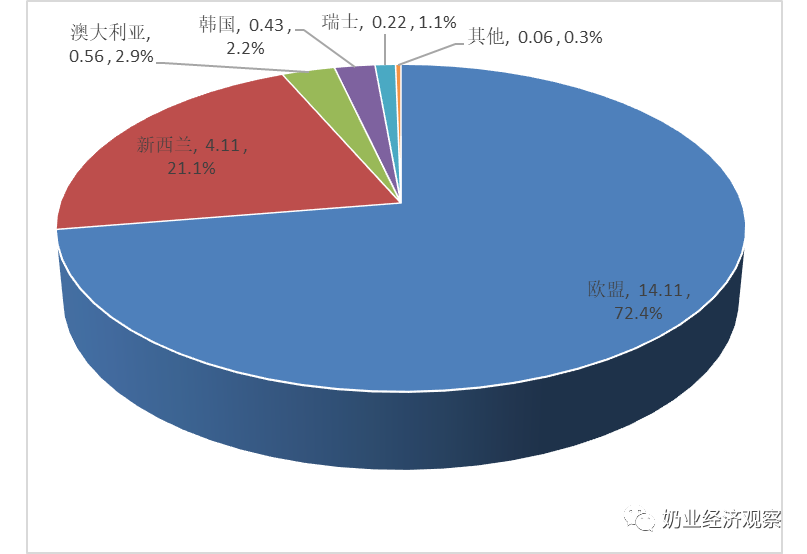 澳大利亚,
0.56 , 2.9%
韩国, 0.43 ,
2.2%
瑞士, 0.22 , 1.1%
其他, 0.06 , 0.3%
新西兰, 4.11 ,
21.1%
欧盟, 14.11 ,
72.4%
奶业经济观察